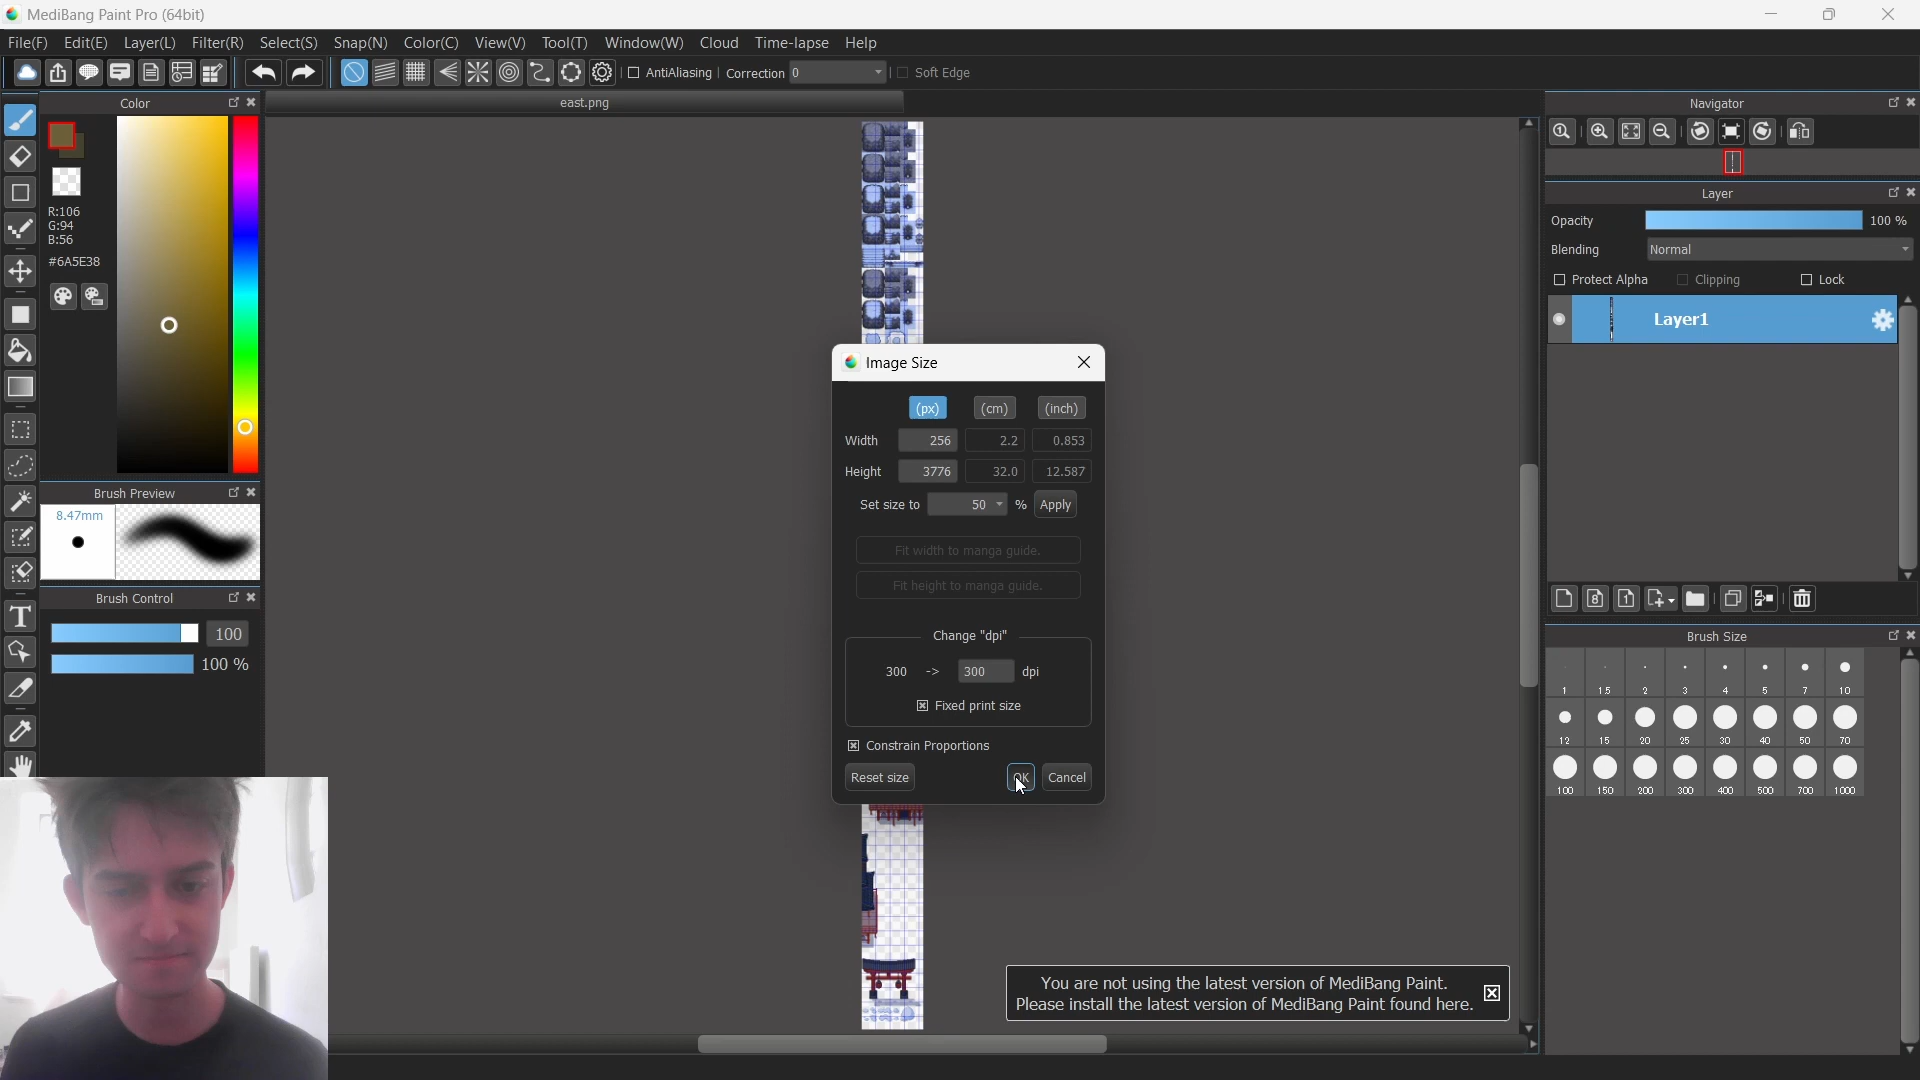 MediBang Paint Pro (64bit)
File(F) Edit(E) Layer(L) Filter(R) Select(S) Snap(N) Color(C) View(V) Tool(T) Window(W) Cloud Time-lapse Help
AntiAliasing Correction 0 Soft Edge
Color
east.png
Navigator
R:106
G:94
B:56
#6A5E38
Layer
Opacity 100 %
Blending Normal
Protect Alpha Clipping Lock
Layer1
Image Size
(px) (cm) (inch)
Width 256 2.2 0.853
Height 3776 32.0 12.587
Set size to 50 % Apply
Fit width to manga guide.
Fit height to manga guide.
Change "dpi"
300 -> 300 dpi
Fixed print size
Constrain Proportions
Reset size OK Cancel
Brush Preview
8.47mm
Brush Control
100
100 %
T
Brush Size
1 1.5 2 3 4 5 7 10
12 15 20 25 30 40 50 70
100 150 200 300 400 500 700 1000
You are not using the latest version of MediBang Paint.
Please install the latest version of MediBang Paint found here.